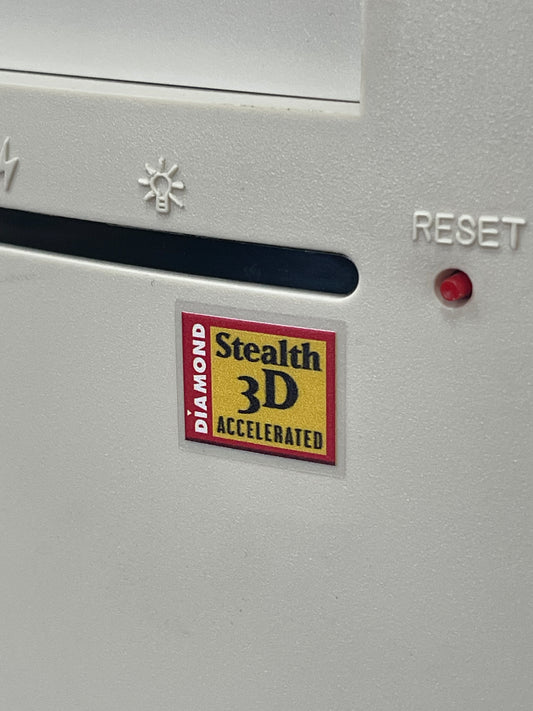 RESET
DIAMOND
Stealth
3D
ACCELERATED